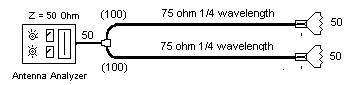 Z = 50 Ohm
(100)
75 ohm 1/4 wavelength
50
50
75 ohm 1/4 wavelength
50
(100)
Antenna Analyzer